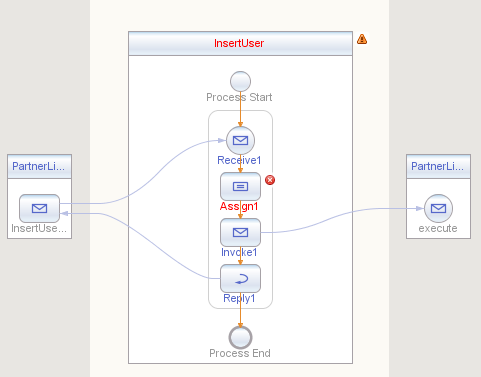 InsertUser
Process Start
PartnerLi...
InsertUse...
Receive1
Assign1
Invoke1
Reply1
Process End
PartnerLi...
execute